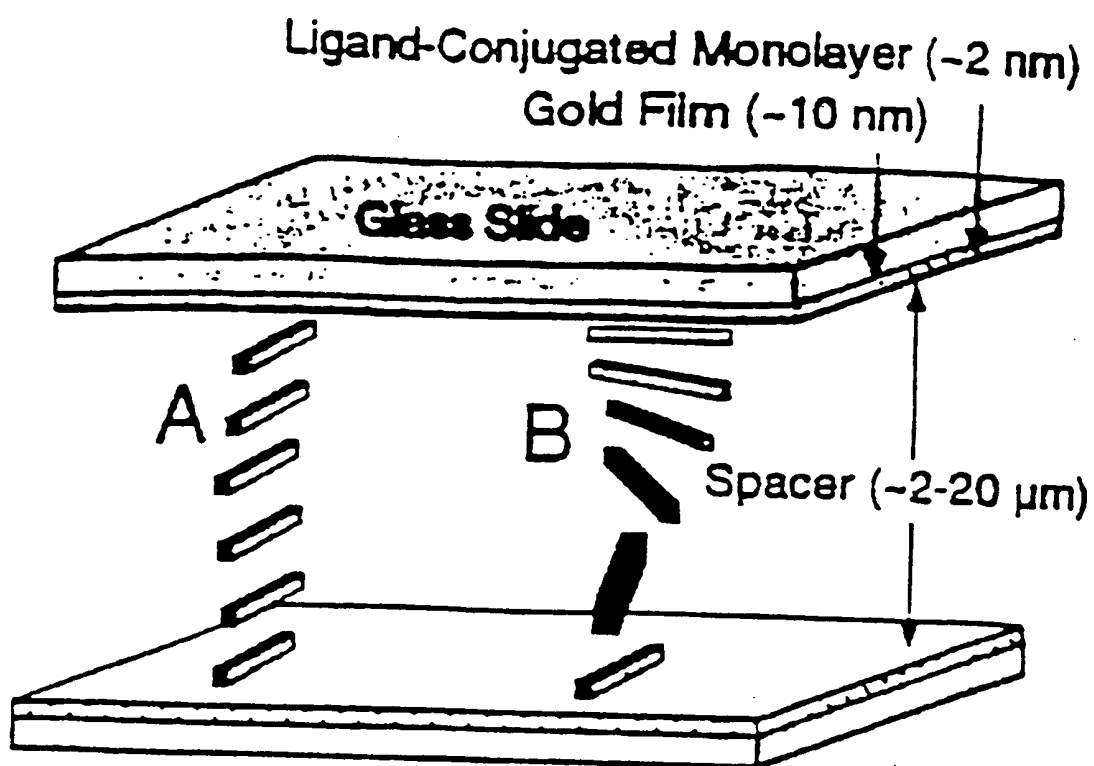 Ligand-Conjugated Monolayer (~2 nm)
Gold Film (~10 nm)
Glass Slide
A
B
Spacer (~2-20 µm)